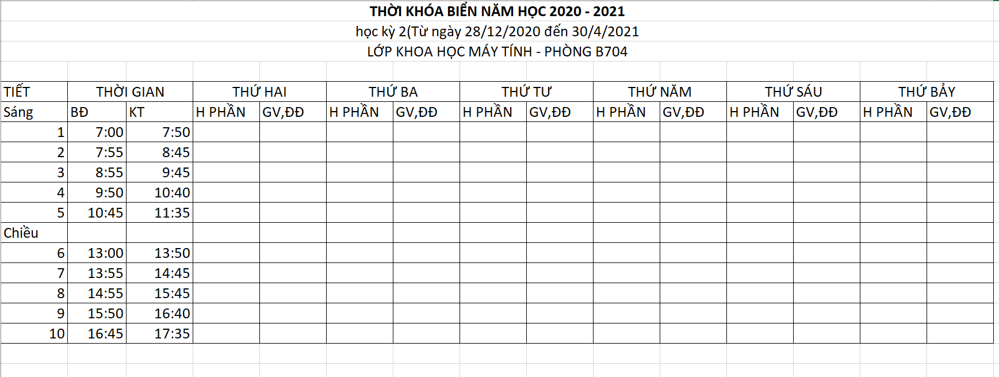 THỜI KHÓA BIỂN NĂM HỌC 2020 - 2021
học kỳ 2(Từ ngày 28/12/2020 đến 30/4/2021
LỚP KHOA HỌC MÁY TÍNH - PHÒNG B704
TIẾT THỜI GIAN THỨ HAI THỨ BA THỨ TƯ THỨ NĂM THỨ SÁU THỨ BẢY
Sáng BĐ KT H PHẦN GV,ĐĐ H PHẦN GV,ĐĐ H PHẦN GV,ĐĐ H PHẦN GV,ĐĐ H PHẦN GV,ĐĐ H PHẦN GV,ĐĐ
1 7:00 7:50
2 7:55 8:45
3 8:55 9:45
4 9:50 10:40
5 10:45 11:35
Chiều
6 13:00 13:50
7 13:55 14:45
8 14:55 15:45
9 15:50 16:40
10 16:45 17:35